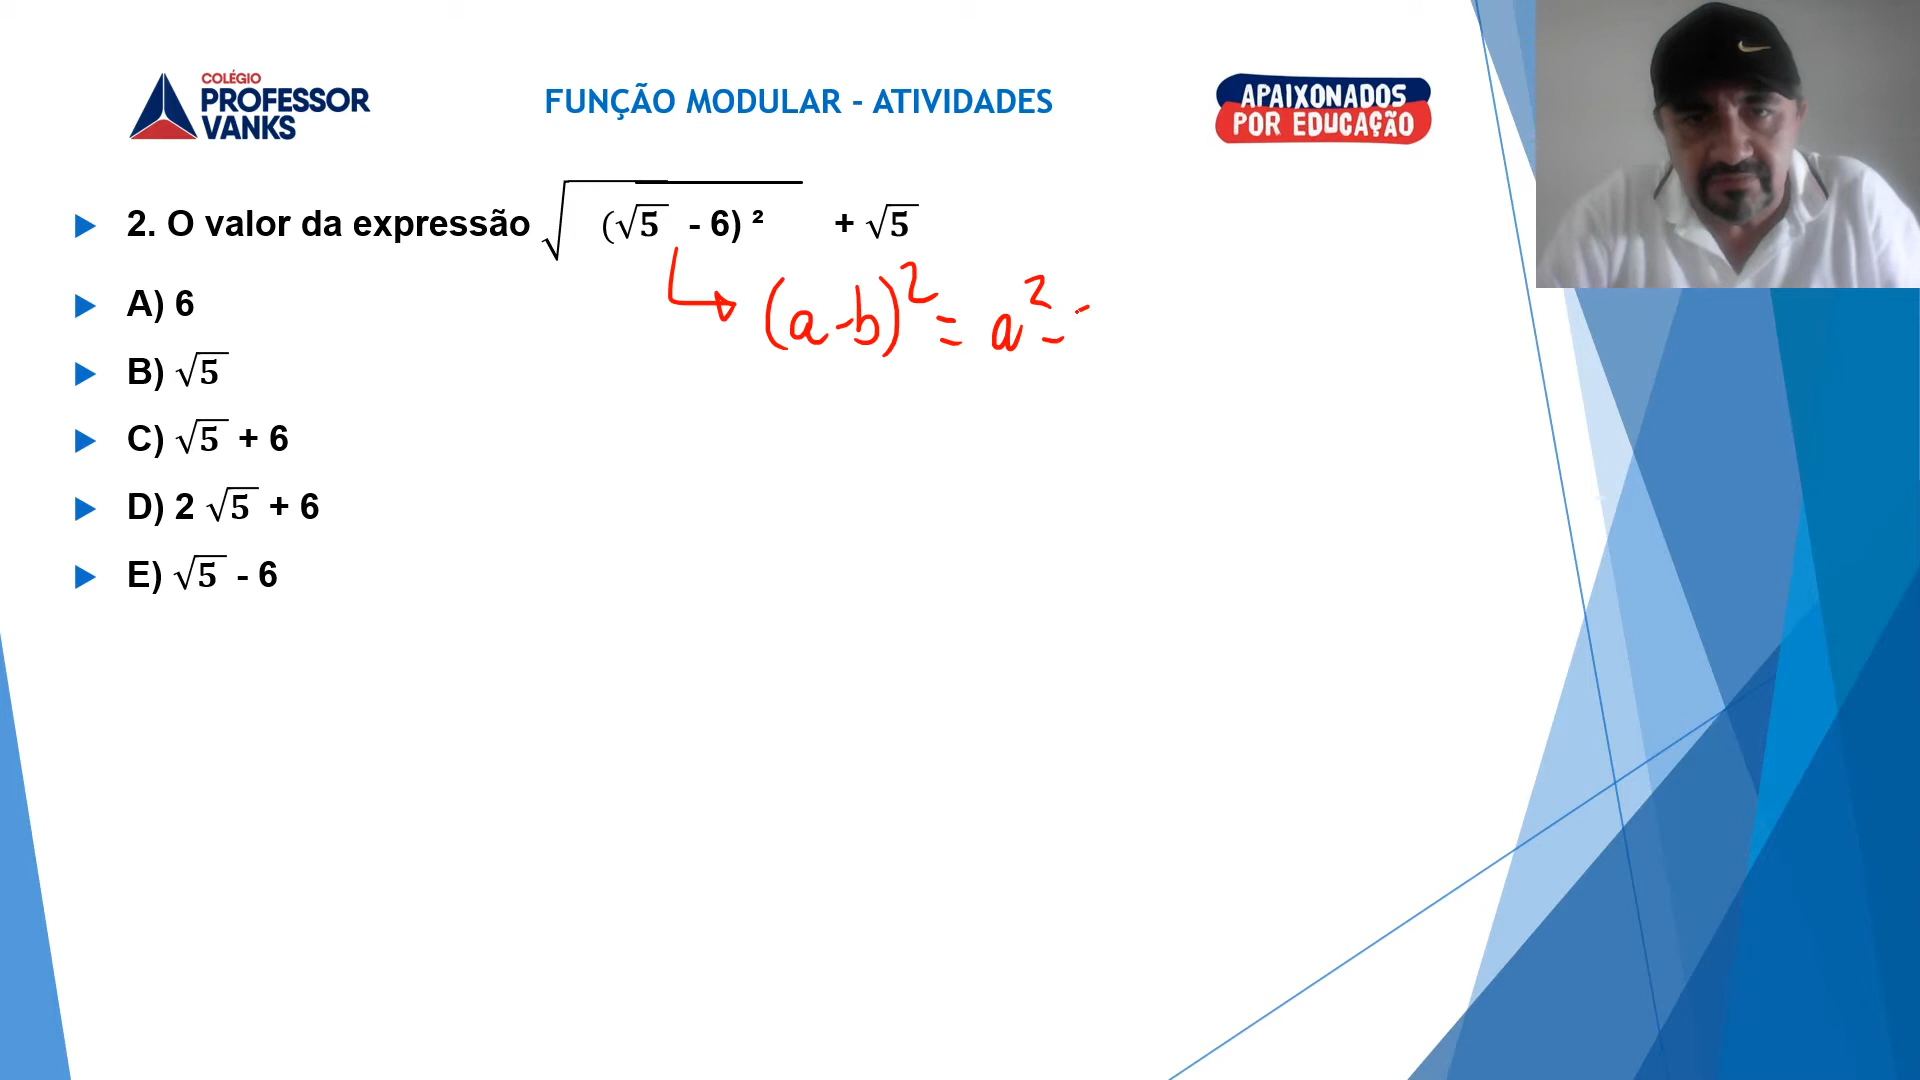 COLÉGIO
PROFESSOR
VANKS
FUNÇÃO MODULAR - ATIVIDADES
APAIXONADOS
POR EDUCAÇÃO
2. O valor da expressão √(√5 - 6) ² + √5
(a-b)² = a² -
A) 6
B) √5
C) √5 + 6
D) 2 √5 + 6
E) √5 - 6